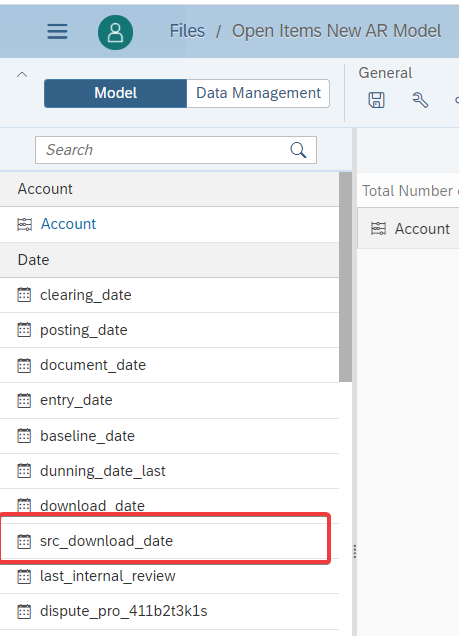 Files / Open Items New AR Model
General
Model Data Management
Search
Total Number
Account
Account
Account
Date
clearing_date
posting_date
document_date
entry_date
baseline_date
dunning_date_last
download_date
src_download_date
last_internal_review
dispute_pro_411b2t3k1s